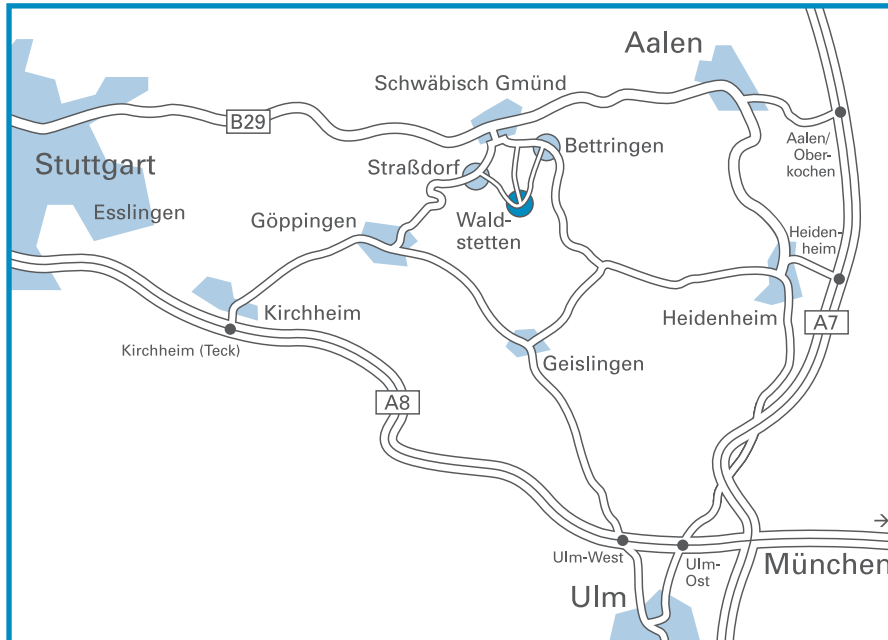 Aalen
Schwäbisch Gmünd
B29
Bettringen
Aalen/
Ober-
kochen
Stuttgart
Straßdorf
Esslingen
Göppingen
Wald-
stetten
Heiden-
heim
Kirchheim
Heidenheim
A7
Kirchheim (Teck)
Geislingen
A8
→
Ulm-West
Ulm-
Ost
München
Ulm